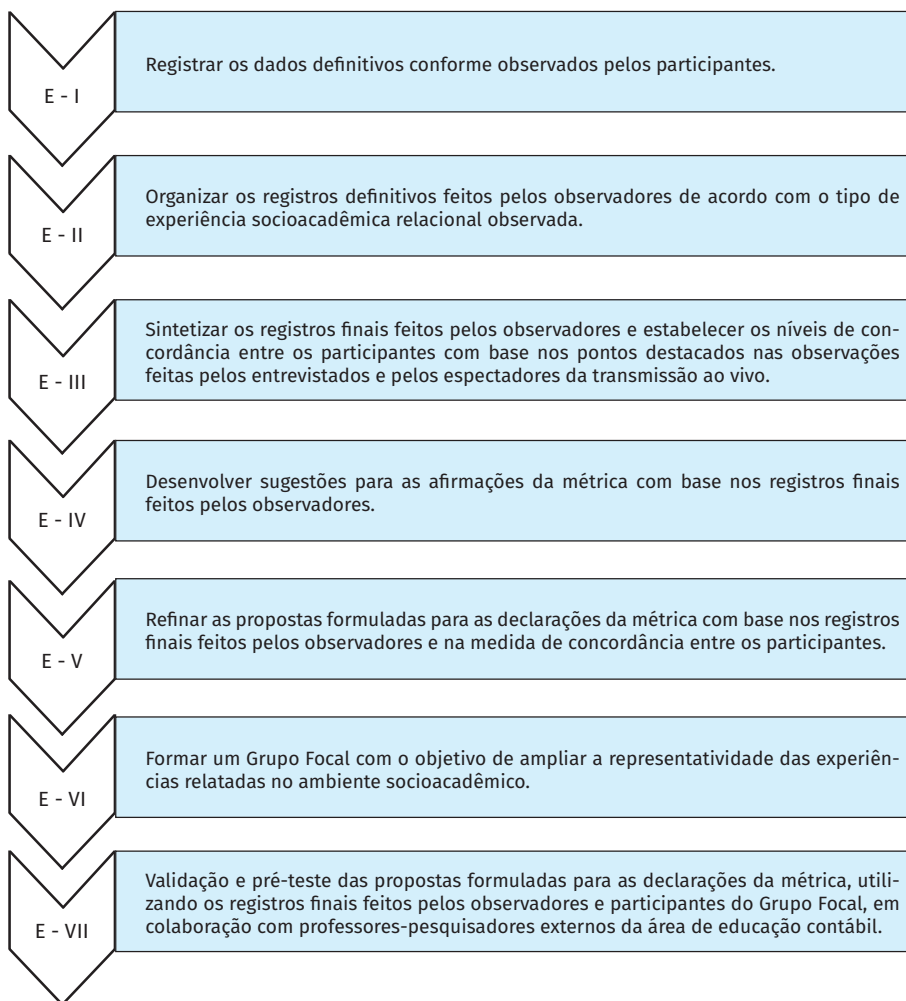 E - I
Registrar os dados definitivos conforme observados pelos participantes.
E - II
Organizar os registros definitivos feitos pelos observadores de acordo com o tipo de
experiência socioacadêmica relacional observada.
E - III
Sintetizar os registros finais feitos pelos observadores e estabelecer os níveis de con-
cordância entre os participantes com base nos pontos destacados nas observações
feitas pelos entrevistados e pelos espectadores da transmissão ao vivo.
E - IV
Desenvolver sugestões para as afirmações da métrica com base nos registros finais
feitos pelos observadores.
E - V
Refinar as propostas formuladas para as declarações da métrica com base nos registros
finais feitos pelos observadores e na medida de concordância entre os participantes.
E - VI
Formar um Grupo Focal com o objetivo de ampliar a representatividade das experiên-
cias relatadas no ambiente socioacadêmico.
E - VII
Validação e pré-teste das propostas formuladas para as declarações da métrica, utili-
zando os registros finais feitos pelos observadores e participantes do Grupo Focal, em
colaboração com professores-pesquisadores externos da área de educação contábil.